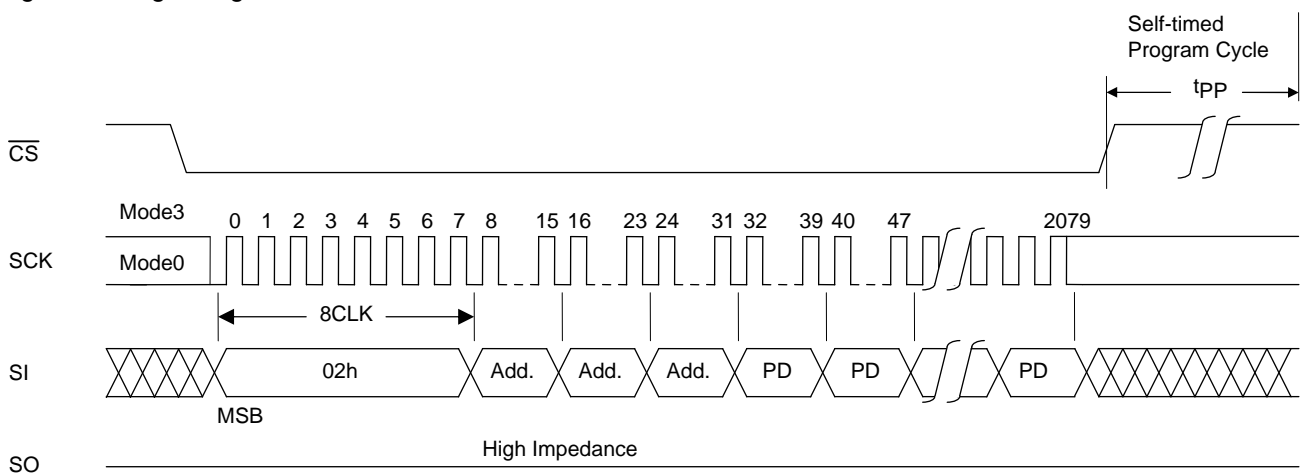 Self-timed
Program Cycle
tPP
CS
Mode3
0 1 2 3 4 5 6 7 8 15 16 23 24 31 32 39 40 47 2079
SCK
Mode0
8CLK
SI
02h Add. Add. Add. PD PD PD
MSB
High Impedance
SO